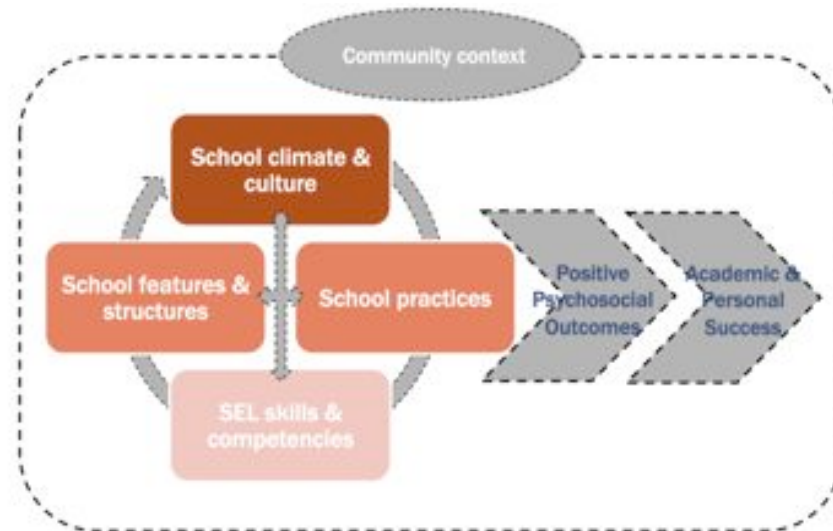 Community context
School climate &
culture
School features &
structures
School practices
SEL skills &
competencies
Positive
Psychosocial
Outcomes
Academic &
Personal
Success